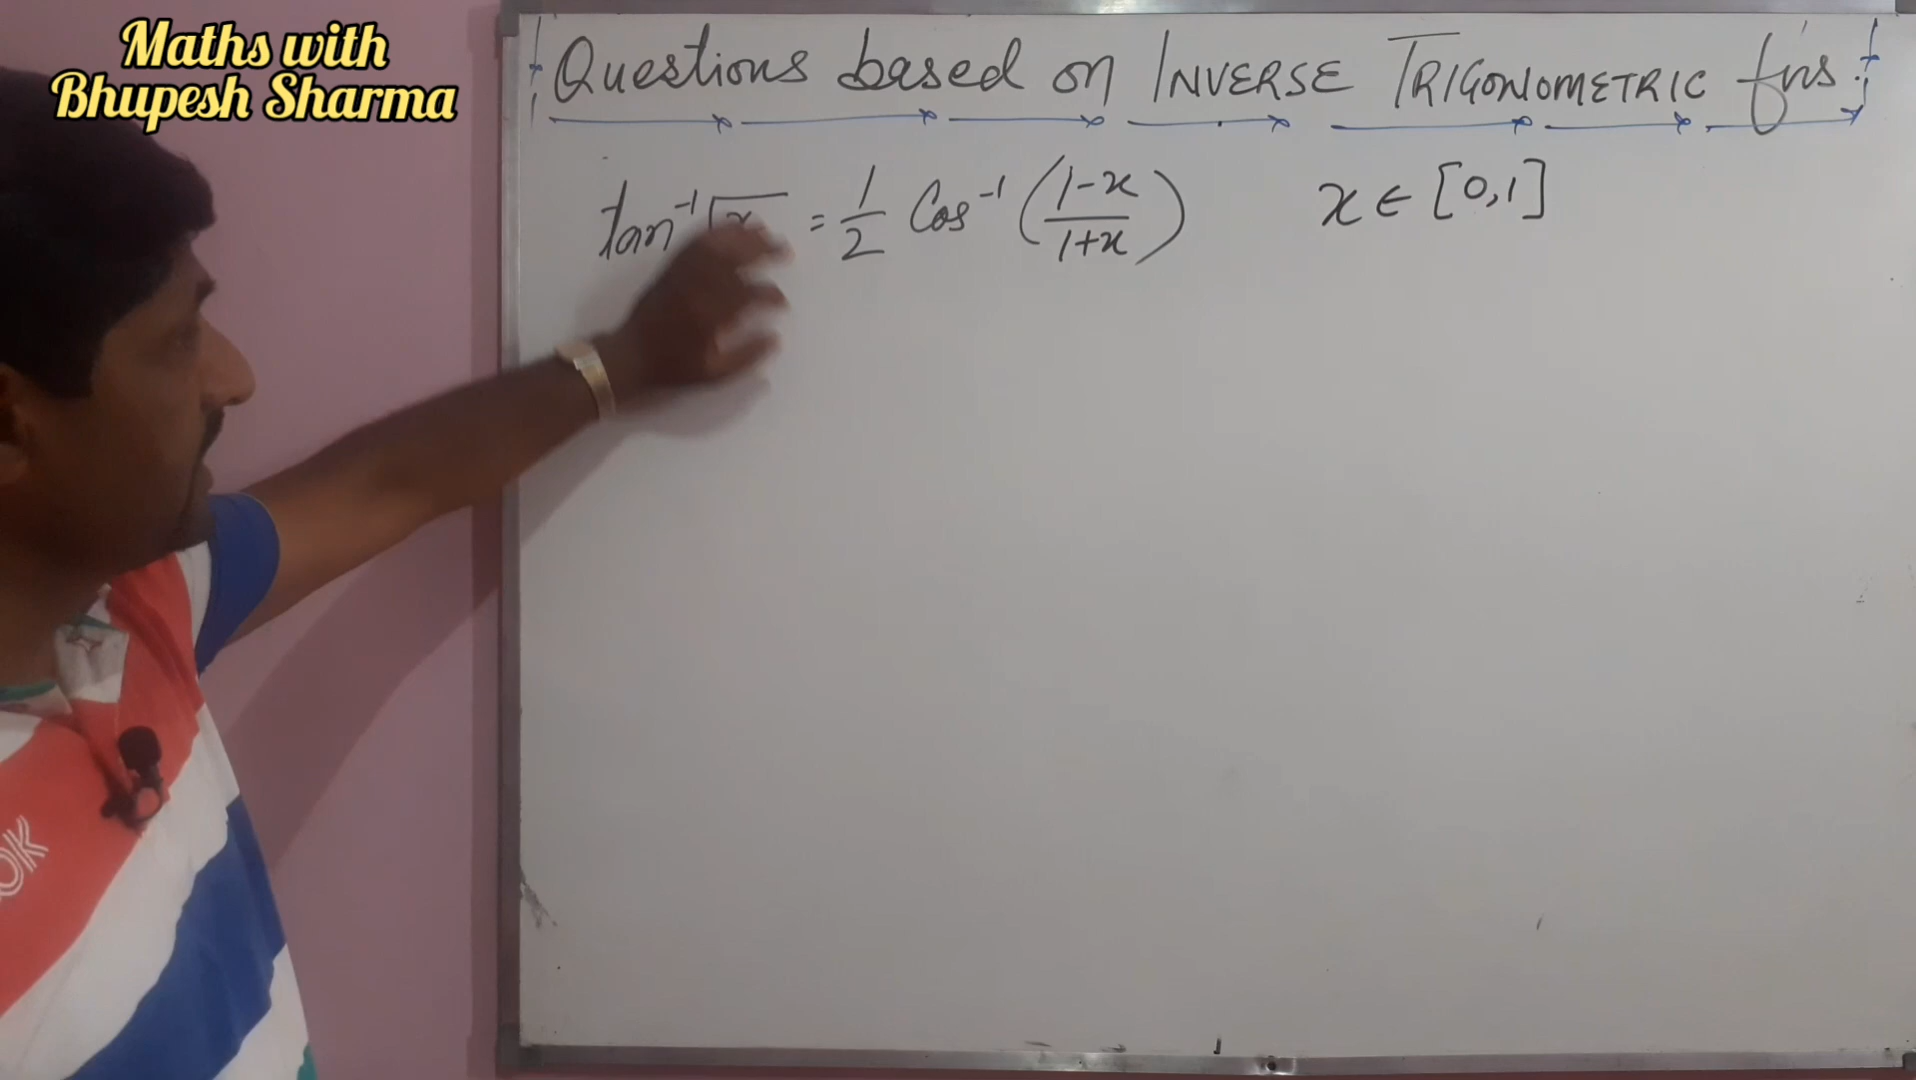 Maths with
Bhupesh Sharma
Questions based on INVERSE TRIGONOMETRIC fns.
tan⁻¹√x = 1/2 Cos⁻¹ ((1-x)/(1+x))    x ∈ [0,1]
OK